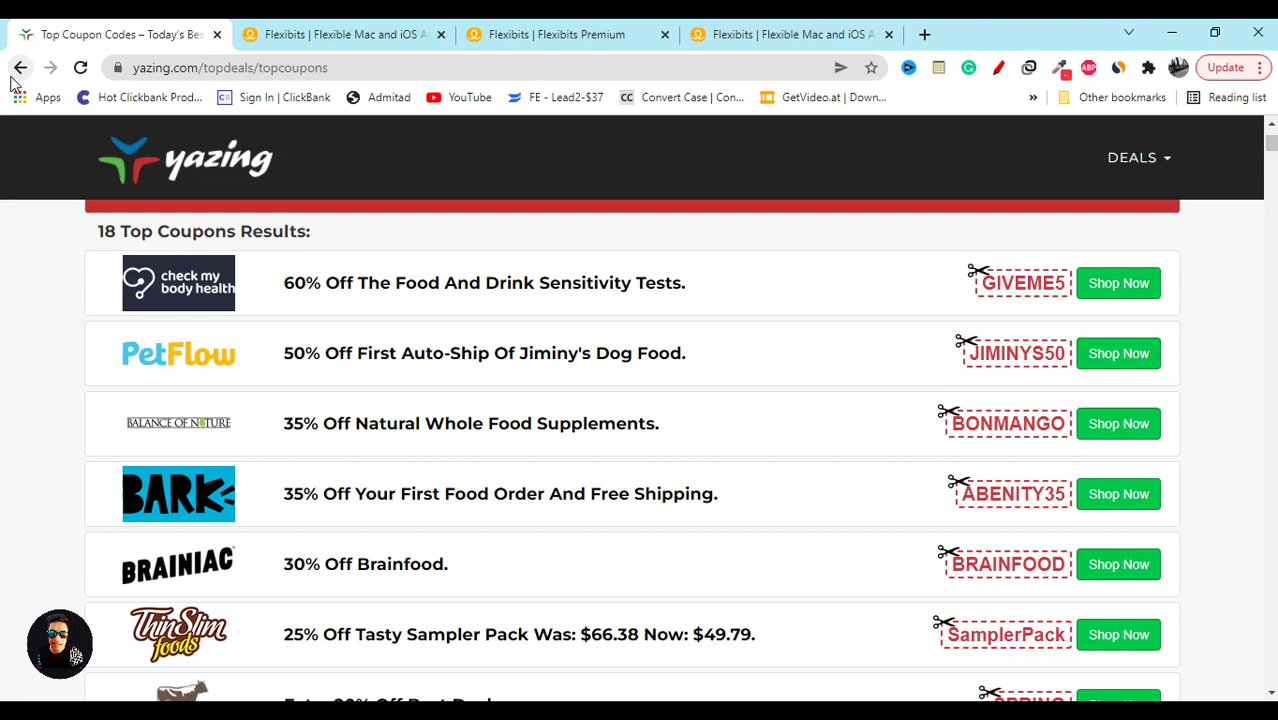 Top Coupon Codes – Today's Bes
Flexibits | Flexible Mac and iOS A
Flexibits | Flexibits Premium
Flexibits | Flexible Mac and iOS A
yazing.com/topdeals/topcoupons
ABP
Update
Apps
Hot Clickbank Prod...
Sign In | ClickBank
Admitad
YouTube
FE - Lead2-$37
CC Convert Case | Con...
GetVideo.at | Down...
»
Other bookmarks
Reading list
yazing
DEALS
18 Top Coupons Results:
check my body health
60% Off The Food And Drink Sensitivity Tests.
GIVEME5
Shop Now
PetFlow
50% Off First Auto-Ship Of Jiminy's Dog Food.
JIMINYS50
Shop Now
BALANCE OF NATURE
35% Off Natural Whole Food Supplements.
BONMANGO
Shop Now
BARK
35% Off Your First Food Order And Free Shipping.
ABENITY35
Shop Now
BRAINIAC
30% Off Brainfood.
BRAINFOOD
Shop Now
ThinSlim foods
25% Off Tasty Sampler Pack Was: $66.38 Now: $49.79.
SamplerPack
Shop Now